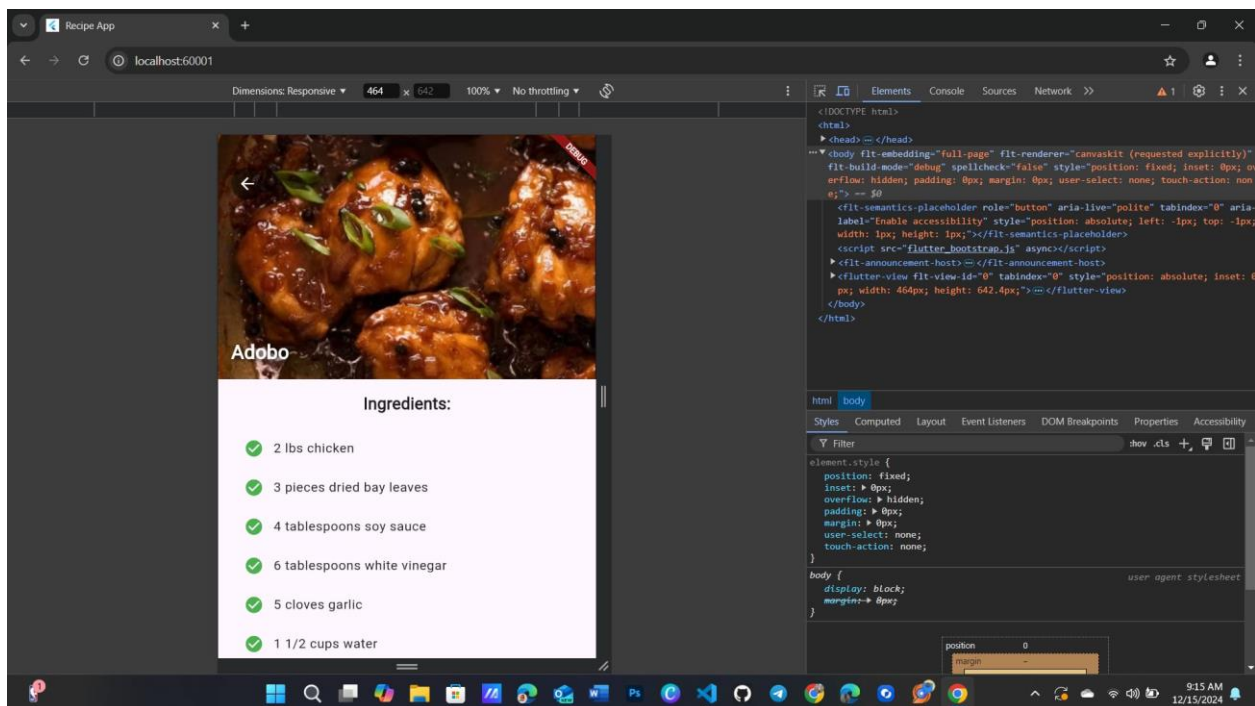 Recipe App
localhost:60001
Dimensions: Responsive 464 x 642 100% No throttling
Elements Console Sources Network 1
DEBUG
Adobo
Ingredients:
2 lbs chicken
3 pieces dried bay leaves
4 tablespoons soy sauce
6 tablespoons white vinegar
5 cloves garlic
1 1/2 cups water
<!DOCTYPE html>
<html>
<head> </head>
<body flt-embedding="full-page" flt-renderer="canvaskit (requested explicitly)"
flt-build-mode="debug" spellcheck="false" style="position: fixed; inset: 0px; ov
erflow: hidden; padding: 0px; margin: 0px; user-select: none; touch-action: non
e;"> == $0
<flt-semantics-placeholder role="button" aria-live="polite" tabindex="0" aria-
label="Enable accessibility" style="position: absolute; left: -1px; top: -1px;
width: 1px; height: 1px;"></flt-semantics-placeholder>
<script src="flutter_bootstrap.js" async></script>
<flt-announcement-host> </flt-announcement-host>
<flutter-view flt-view-id="0" tabindex="0" style="position: absolute; inset: 0
px; width: 464px; height: 642.4px;"> </flutter-view>
</body>
</html>
html body
Styles Computed Layout Event Listeners DOM Breakpoints Properties Accessibility
Filter :hov .cls
element.style {
position: fixed;
inset: 0px;
overflow: hidden;
padding: 0px;
margin: 0px;
user-select: none;
touch-action: none;
}
body { user agent stylesheet
display: block;
margin: 8px;
}
position 0
margin -
Ps
9:15 AM
12/15/2024